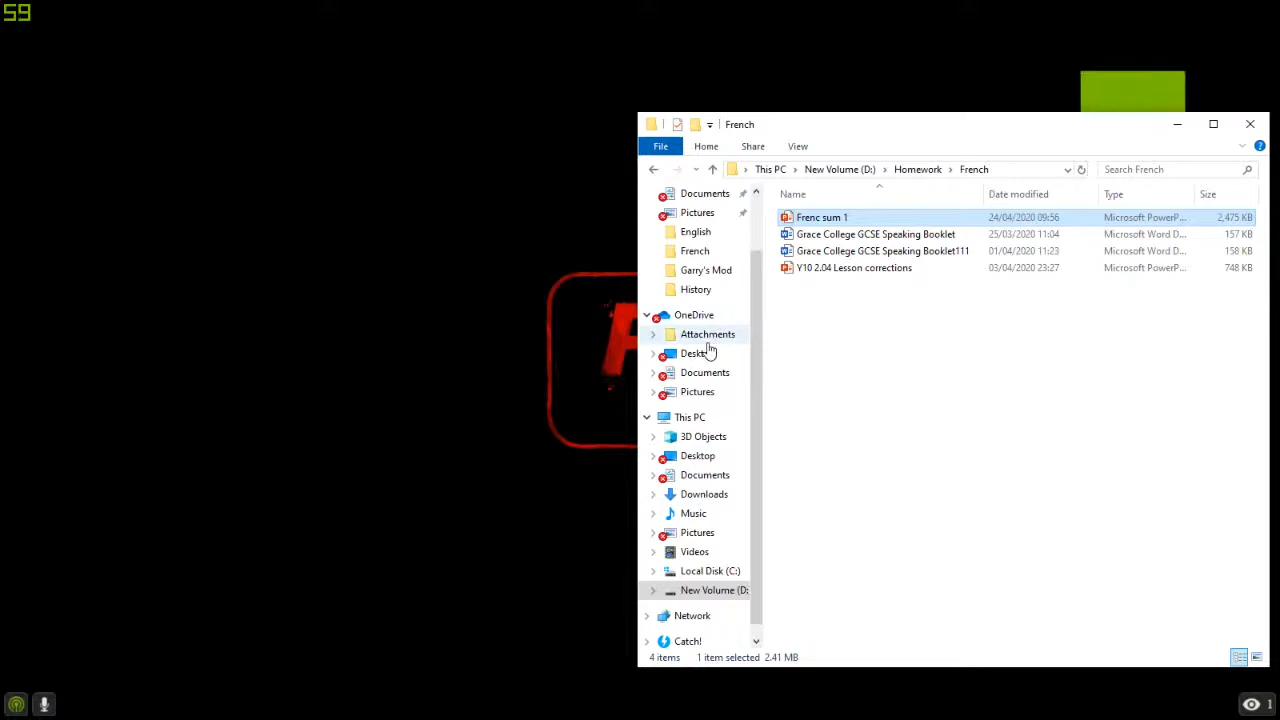 59
French
File Home Share View
This PC New Volume (D:) Homework French
Search French
Name Date modified Type Size
Frenc sum 1 24/04/2020 09:56 Microsoft PowerP... 2,475 KB
Grace College GCSE Speaking Booklet 25/03/2020 11:04 Microsoft Word D... 157 KB
Grace College GCSE Speaking Booklet111 01/04/2020 11:23 Microsoft Word D... 158 KB
Y10 2.04 Lesson corrections 03/04/2020 23:27 Microsoft PowerP... 748 KB
Documents
Pictures
English
French
Garry's Mod
History
OneDrive
Attachments
Documents
Pictures
This PC
3D Objects
Desktop
Documents
Downloads
Music
Pictures
Videos
Local Disk (C:)
New Volume (D:
Network
Catch!
4 items 1 item selected 2.41 MB
1